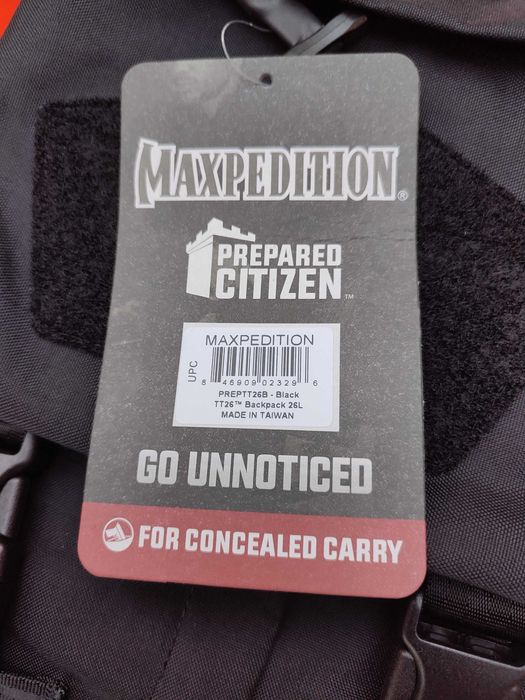 MAXPEDITION®
PREPARED
CITIZEN™
MAXPEDITION
UPC
8 46909 02329 6
PREPTT26B - Black
TT26™ Backpack 26L
MADE IN TAIWAN
GO UNNOTICED
FOR CONCEALED CARRY